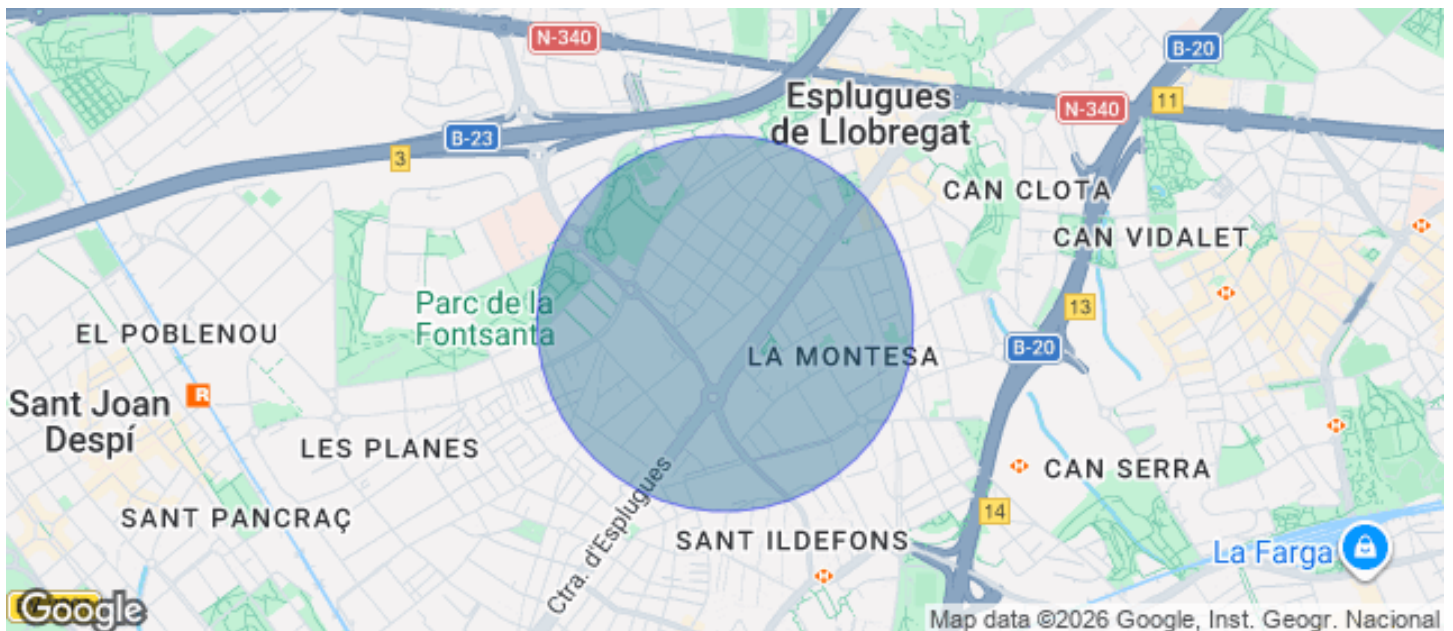 N-340
B-20
Esplugues
de Llobregat
11
N-340
B-23
3
CAN CLOTA
CAN VIDALET
Parc de la
Fontsanta
13
EL POBLENOU
B-20
LA MONTESA
R
Sant Joan
Despí
LES PLANES
CAN SERRA
Ctra. d'Esplugues
14
SANT PANCRAÇ
SANT ILDEFONS
La Farga
Google
Map data ©2026 Google, Inst. Geogr. Nacional